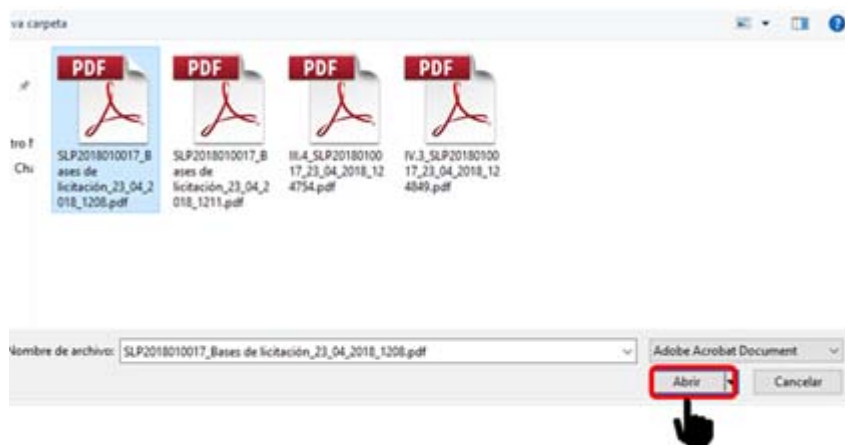 va carpeta
PDF
PDF
PDF
PDF
SLP2018010017_B
ases de
licitación_23_04_2
018_1208.pdf
SLP2018010017_B
ases de
licitación_23_04_2
018_1211.pdf
III.4_SLP20180100
17_23_04_2018_12
4754.pdf
IV.3_SLP20180100
17_23_04_2018_12
4849.pdf
Nombre de archivo: SLP2018010017_Bases de licitación_23_04_2018_1208.pdf
Adobe Acrobat Document
Abrir
Cancelar